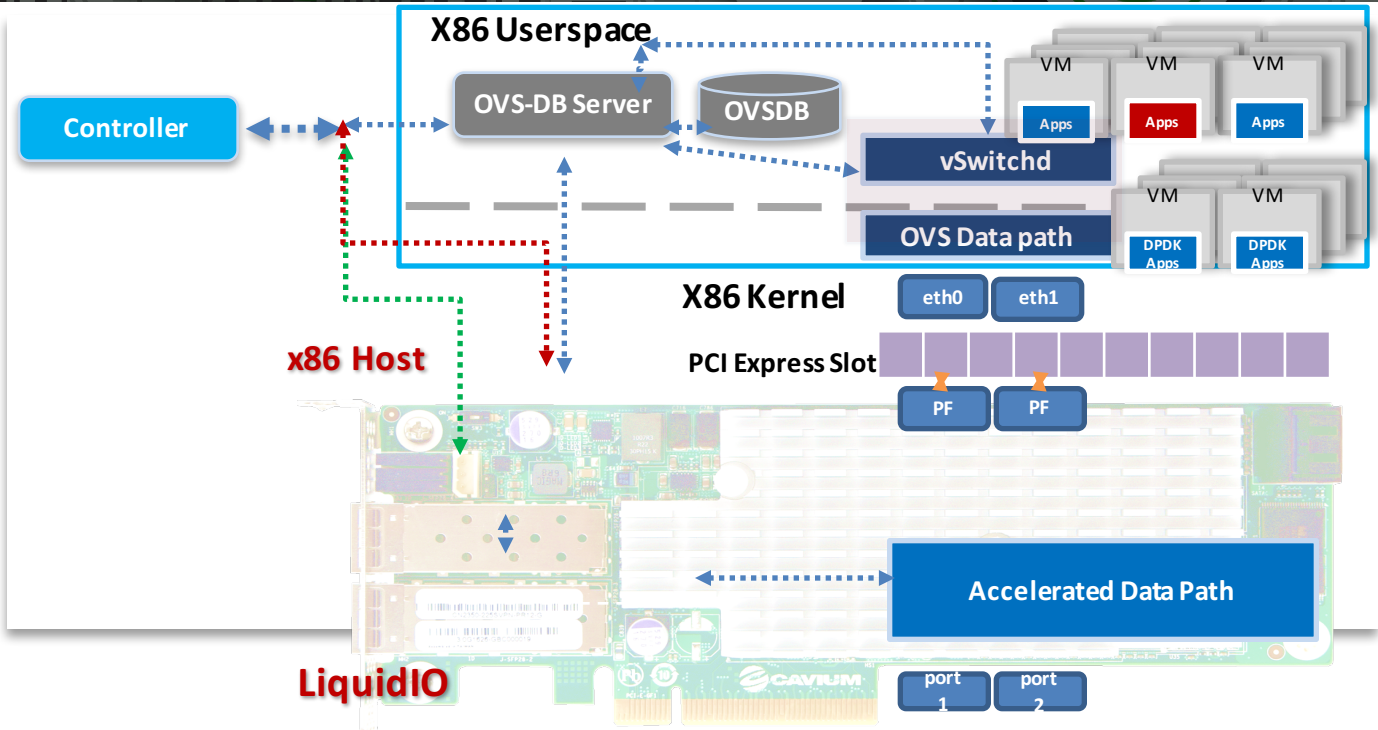 X86 Userspace
Controller
OVS-DB Server
OVSDB
vSwitchd
OVS Data path
VM
Apps
VM
Apps
VM
Apps
VM
DPDK
Apps
VM
DPDK
Apps
X86 Kernel
eth0
eth1
x86 Host
PCI Express Slot
PF
PF
Accelerated Data Path
LiquidIO
CAVIUM
port
1
port
2